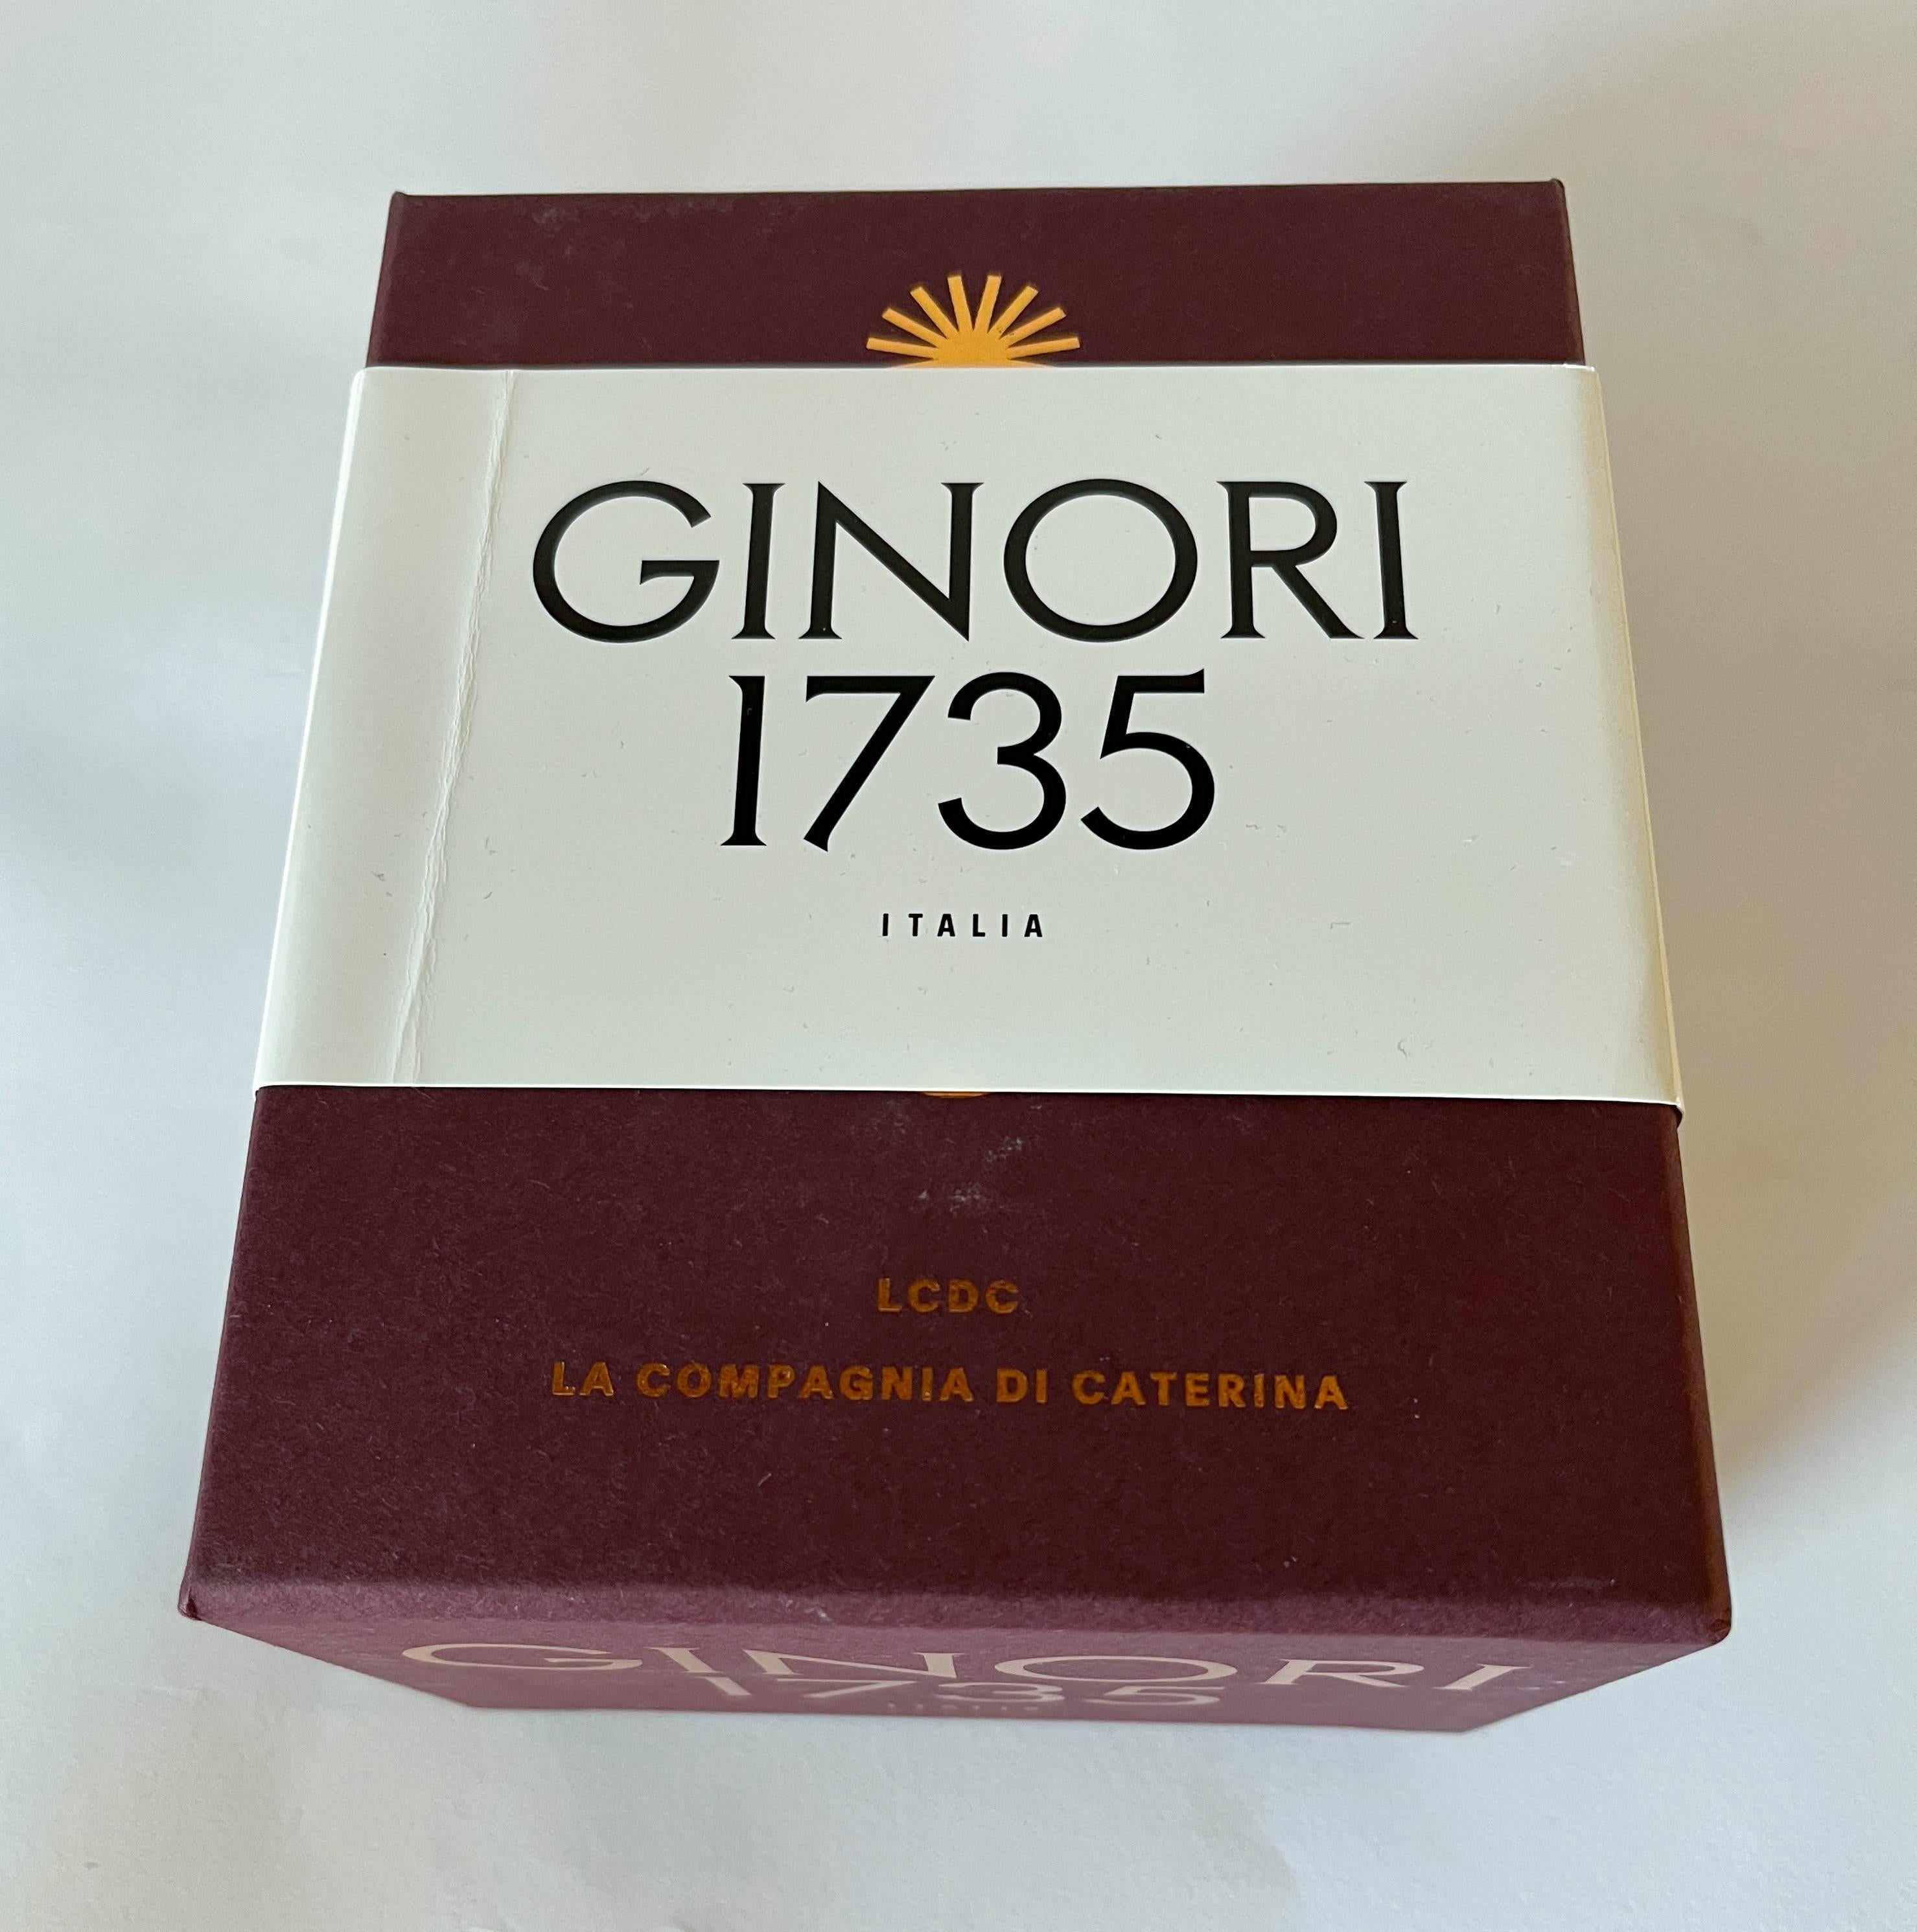 GINORI
1735
ITALIA
LCDC
LA COMPAGNIA DI CATERINA
GINORI
1735